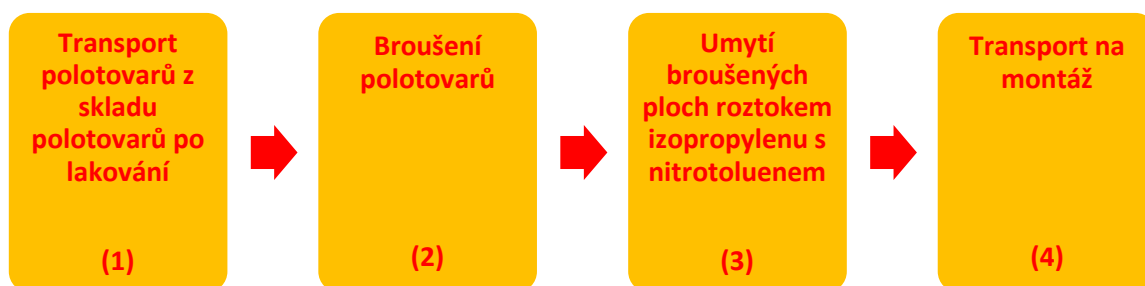 Transport
polotovarů z
skladu
polotovarů po
lakování
(1)
Broušení
polotovarů
(2)
Umytí
broušených
ploch roztokem
izopropylenu s
nitrotoluenem
(3)
Transport na
montáž
(4)